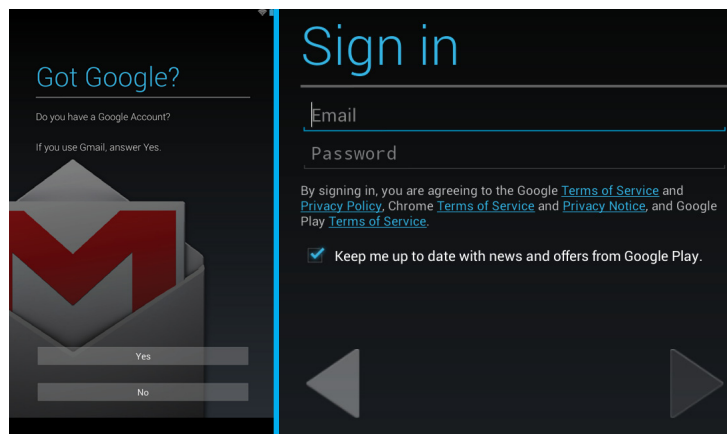 Got Google?
Do you have a Google Account?
If you use Gmail, answer Yes.
Yes
No
Sign in
Email
Password
By signing in, you are agreeing to the Google Terms of Service and
Privacy Policy, Chrome Terms of Service and Privacy Notice, and Google
Play Terms of Service.
Keep me up to date with news and offers from Google Play.